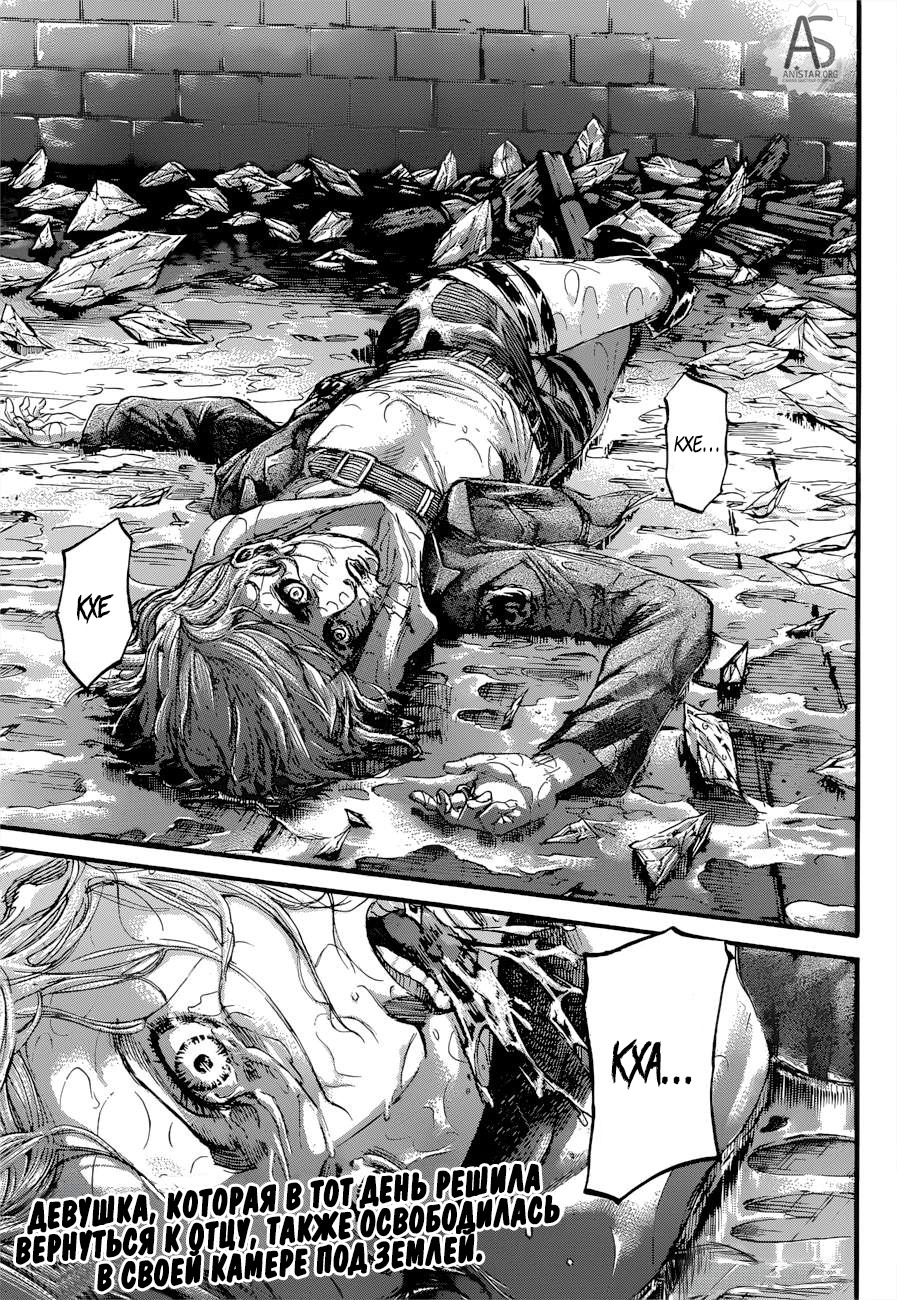 AS
ANISTAR.ORG
КХЕ...
КХЕ
КХА...
ДЕВУШКА, КОТОРАЯ В ТОТ ДЕНЬ РЕШИЛА
ВЕРНУТЬСЯ К ОТЦУ, ТАКЖЕ ОСВОБОДИЛАСЬ
В СВОЕЙ КАМЕРЕ ПОД ЗЕМЛЕЙ.